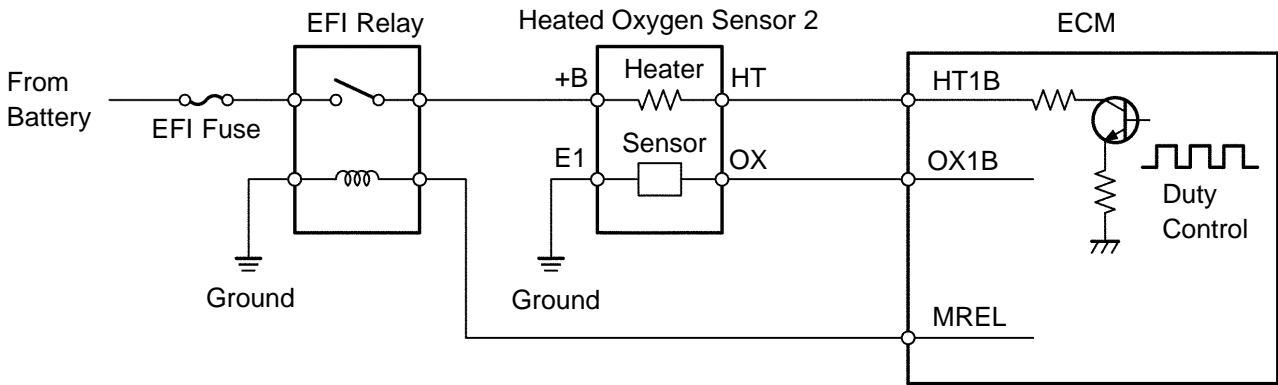 EFI Relay
Heated Oxygen Sensor 2
ECM
From
Battery
EFI Fuse
+B
Heater
HT
HT1B
E1
Sensor
OX
OX1B
Duty
Control
Ground
Ground
MREL